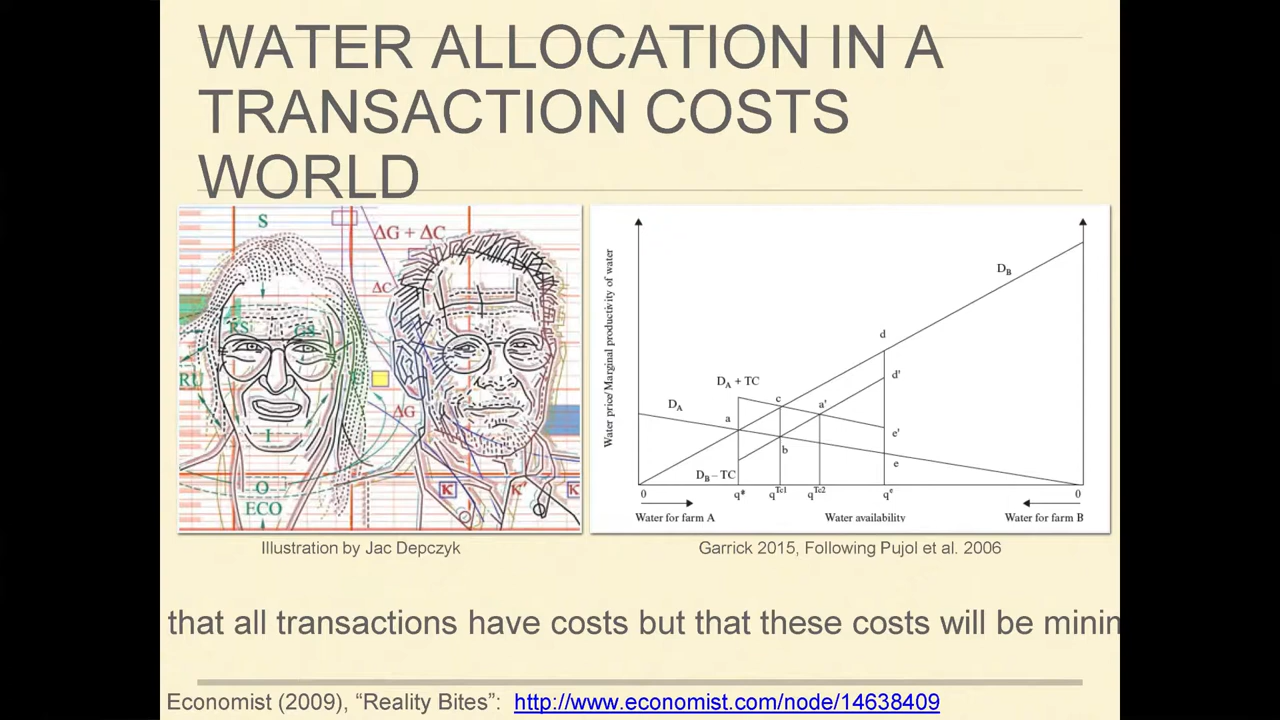 WATER ALLOCATION IN A
TRANSACTION COSTS
WORLD
S
ΔG + ΔC
ΔC
RS
GS
RU
ΔG
I
K
K'
K
O
ECO
Water price/Marginal productivity of water
D_B
d
d'
D_A + TC
D_A
c
a'
a
e'
b
e
D_B – TC
0
q*
q^Tc1
q^Tc2
q^e
0
Water for farm A
Water availability
Water for farm B
Illustration by Jac Depczyk
Garrick 2015, Following Pujol et al. 2006
that all transactions have costs but that these costs will be minin
Economist (2009), “Reality Bites”: http://www.economist.com/node/14638409